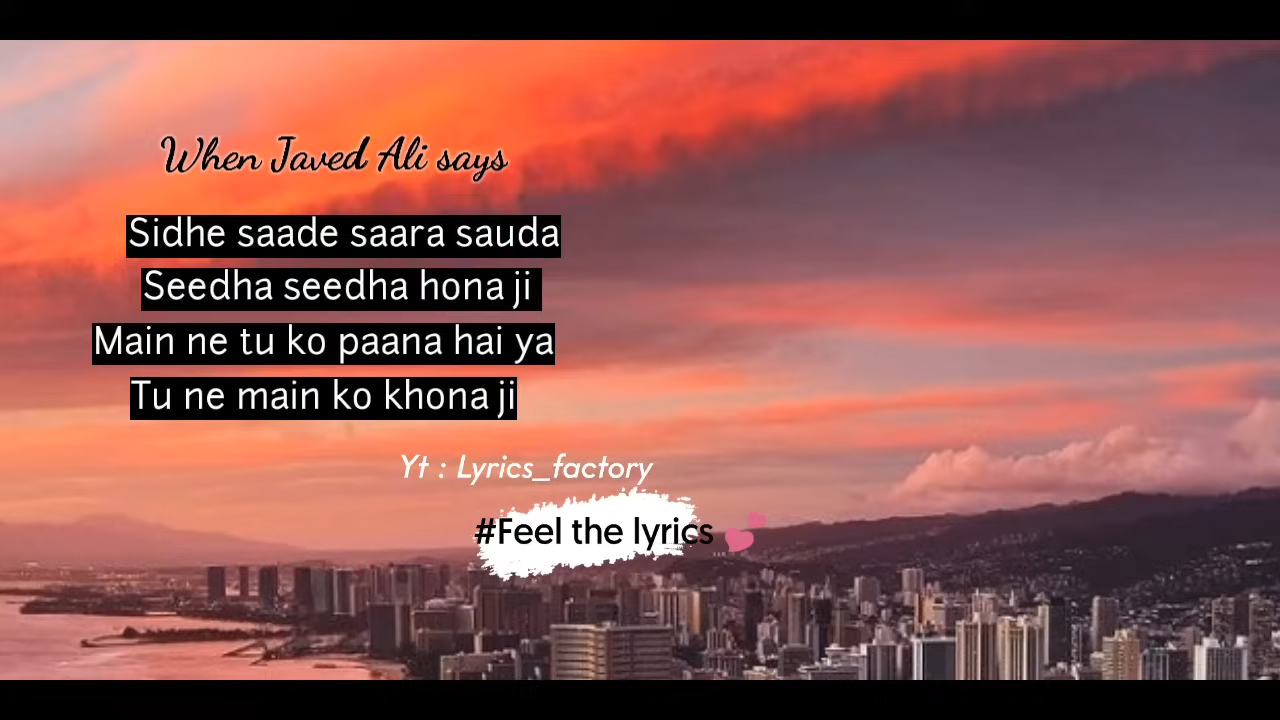 When Javed Ali says
Sidhe saade saara sauda
Seedha seedha hona ji
Main ne tu ko paana hai ya
Tu ne main ko khona ji
Yt : Lyrics_factory
#Feel the lyrics 💕